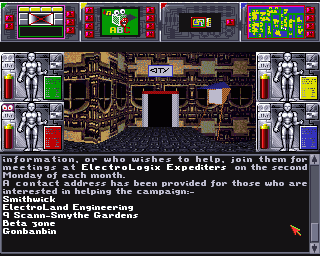 AB
CITY
information, or who wishes to help, join them for
meetings at ElectroLogix Expediters on the second
Monday of each month.
A contact address has been provided for those who are
interested in helping the campaign:-
Smithwick
ElectroLand Engineering
9 Scann-Smythe Gardens
Beta Zone
Gonbanbin